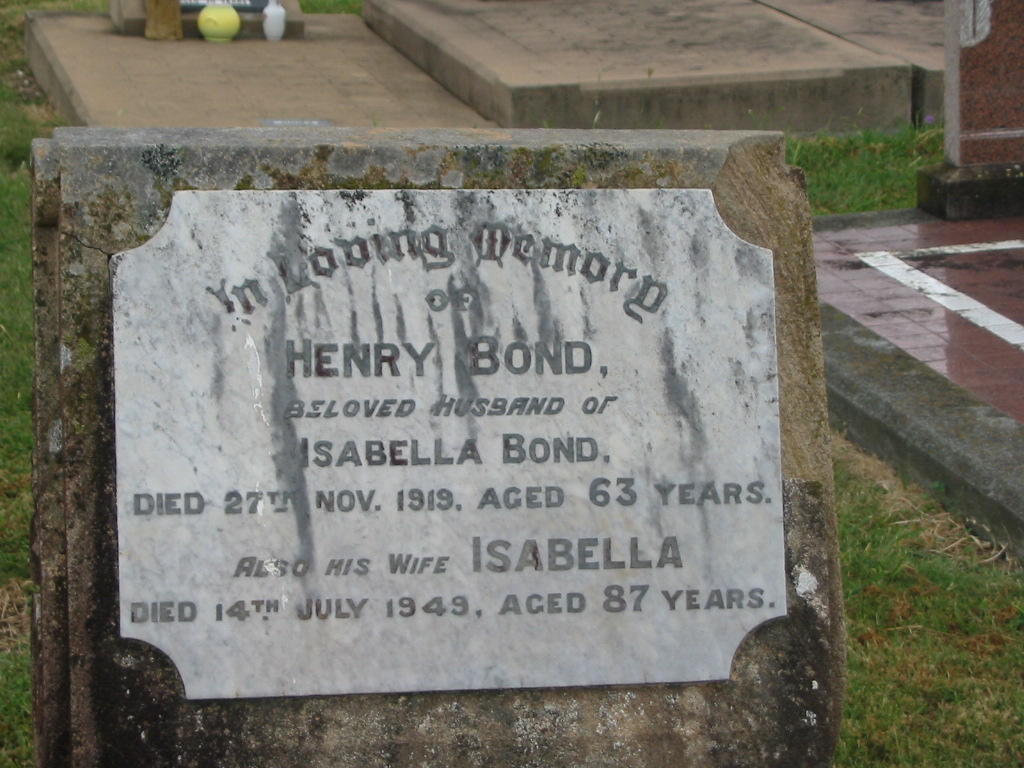 In Loving Memory
OF
HENRY BOND,
BELOVED HUSBAND OF
ISABELLA BOND,
DIED 27TH NOV. 1919, AGED 63 YEARS.
ALSO HIS WIFE ISABELLA
DIED 14TH JULY 1949, AGED 87 YEARS.